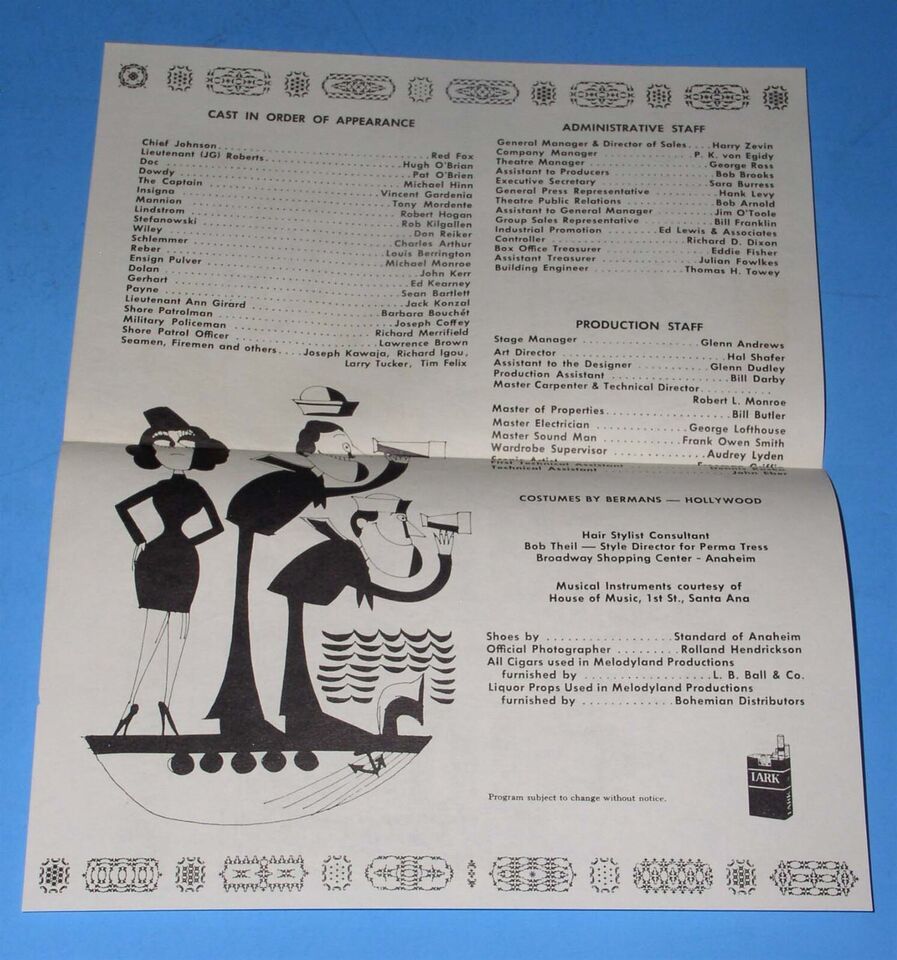 CAST IN ORDER OF APPEARANCE
Chief Johnson . . . . . . . . Red Fox
Lieutenant (JG) Roberts . . . . . . . . Hugh O'Brian
Doc . . . . . . . . Pat O'Brien
Dowdy . . . . . . . . Michael Hinn
The Captain . . . . . . . . Vincent Gardenia
Insigna . . . . . . . . Tony Mordente
Mannion . . . . . . . . Robert Hogan
Lindstrom . . . . . . . . Rob Kilgallen
Stefanowski . . . . . . . . Don Reiker
Wiley . . . . . . . . Charles Arthur
Schlemmer . . . . . . . . Louis Berrington
Reber . . . . . . . . Michael Monroe
Ensign Pulver . . . . . . . . John Kerr
Dolan . . . . . . . . Ed Kearney
Gerhart . . . . . . . . Sean Bartlett
Payne . . . . . . . . Jack Konzal
Lieutenant Ann Girard . . . . . . . . Barbara Bouchét
Shore Patrolman . . . . . . . . Joseph Coffey
Military Policeman . . . . . . . . Richard Merrifield
Shore Patrol Officer . . . . . . . . Lawrence Brown
Seamen, Firemen and others . . . . Joseph Kawaja, Richard Igou,
Larry Tucker, Tim Felix
ADMINISTRATIVE STAFF
General Manager & Director of Sales . . . . Harry Zevin
Company Manager . . . . . . . . P. K. von Egidy
Theatre Manager . . . . . . . . George Ross
Assistant to Producers . . . . . . . . Bob Brooks
Executive Secretary . . . . . . . . Sara Burress
General Press Representative . . . . . . . . Hank Levy
Theatre Public Relations . . . . . . . . Bob Arnold
Assistant to General Manager . . . . . . . . Jim O'Toole
Group Sales Representative . . . . . . . . Bill Franklin
Industrial Promotion . . . . . . . . Ed Lewis & Associates
Controller . . . . . . . . Richard D. Dixon
Box Office Treasurer . . . . . . . . Eddie Fisher
Assistant Treasurer . . . . . . . . Julian Fowlkes
Building Engineer . . . . . . . . Thomas H. Towey
PRODUCTION STAFF
Stage Manager . . . . . . . . Glenn Andrews
Art Director . . . . . . . . Hal Shafer
Assistant to the Designer . . . . . . . . Glenn Dudley
Production Assistant . . . . . . . . Bill Darby
Master Carpenter & Technical Director . . . . . . . .
Robert L. Monroe
Master of Properties . . . . . . . . Bill Butler
Master Electrician . . . . . . . . George Lofthouse
Master Sound Man . . . . . . . . Frank Owen Smith
Wardrobe Supervisor . . . . . . . . Audrey Lyden
Scenic Artist
First Technical Assistant
Technical Assistant . . . . . . . . John Eber
COSTUMES BY BERMANS — HOLLYWOOD
Hair Stylist Consultant
Bob Theil — Style Director for Perma Tress
Broadway Shopping Center - Anaheim
Musical Instruments courtesy of
House of Music, 1st St., Santa Ana
Shoes by . . . . . . . . Standard of Anaheim
Official Photographer . . . . . . . . Rolland Hendrickson
All Cigars used in Melodyland Productions
furnished by . . . . . . . . L. B. Ball & Co.
Liquor Props Used in Melodyland Productions
furnished by . . . . . . . . Bohemian Distributors
Program subject to change without notice.
LARK
LARK